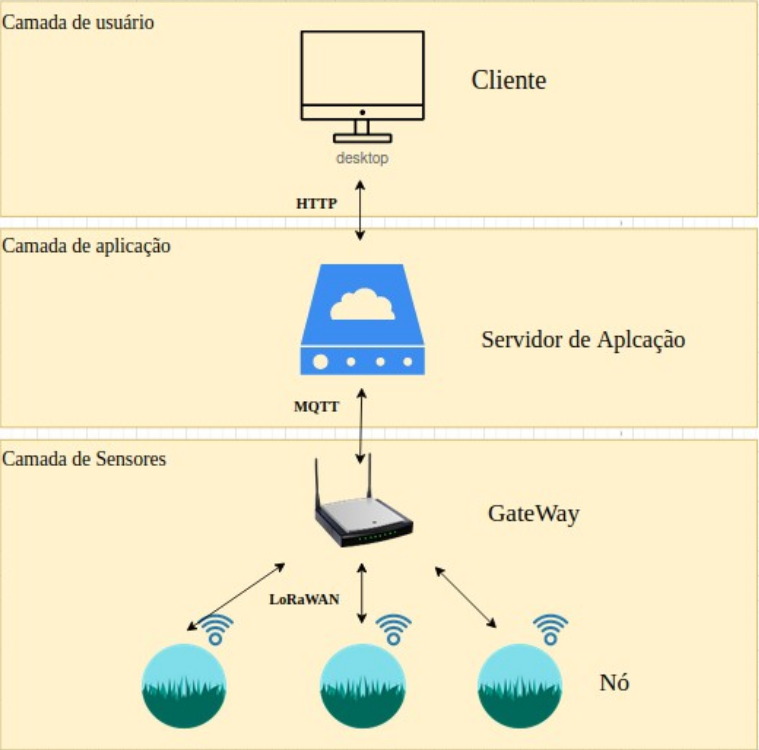 Camada de usuário
Cliente
desktop
HTTP
Camada de aplicação
Servidor de Aplcação
MQTT
Camada de Sensores
GateWay
LoRaWAN
Nó